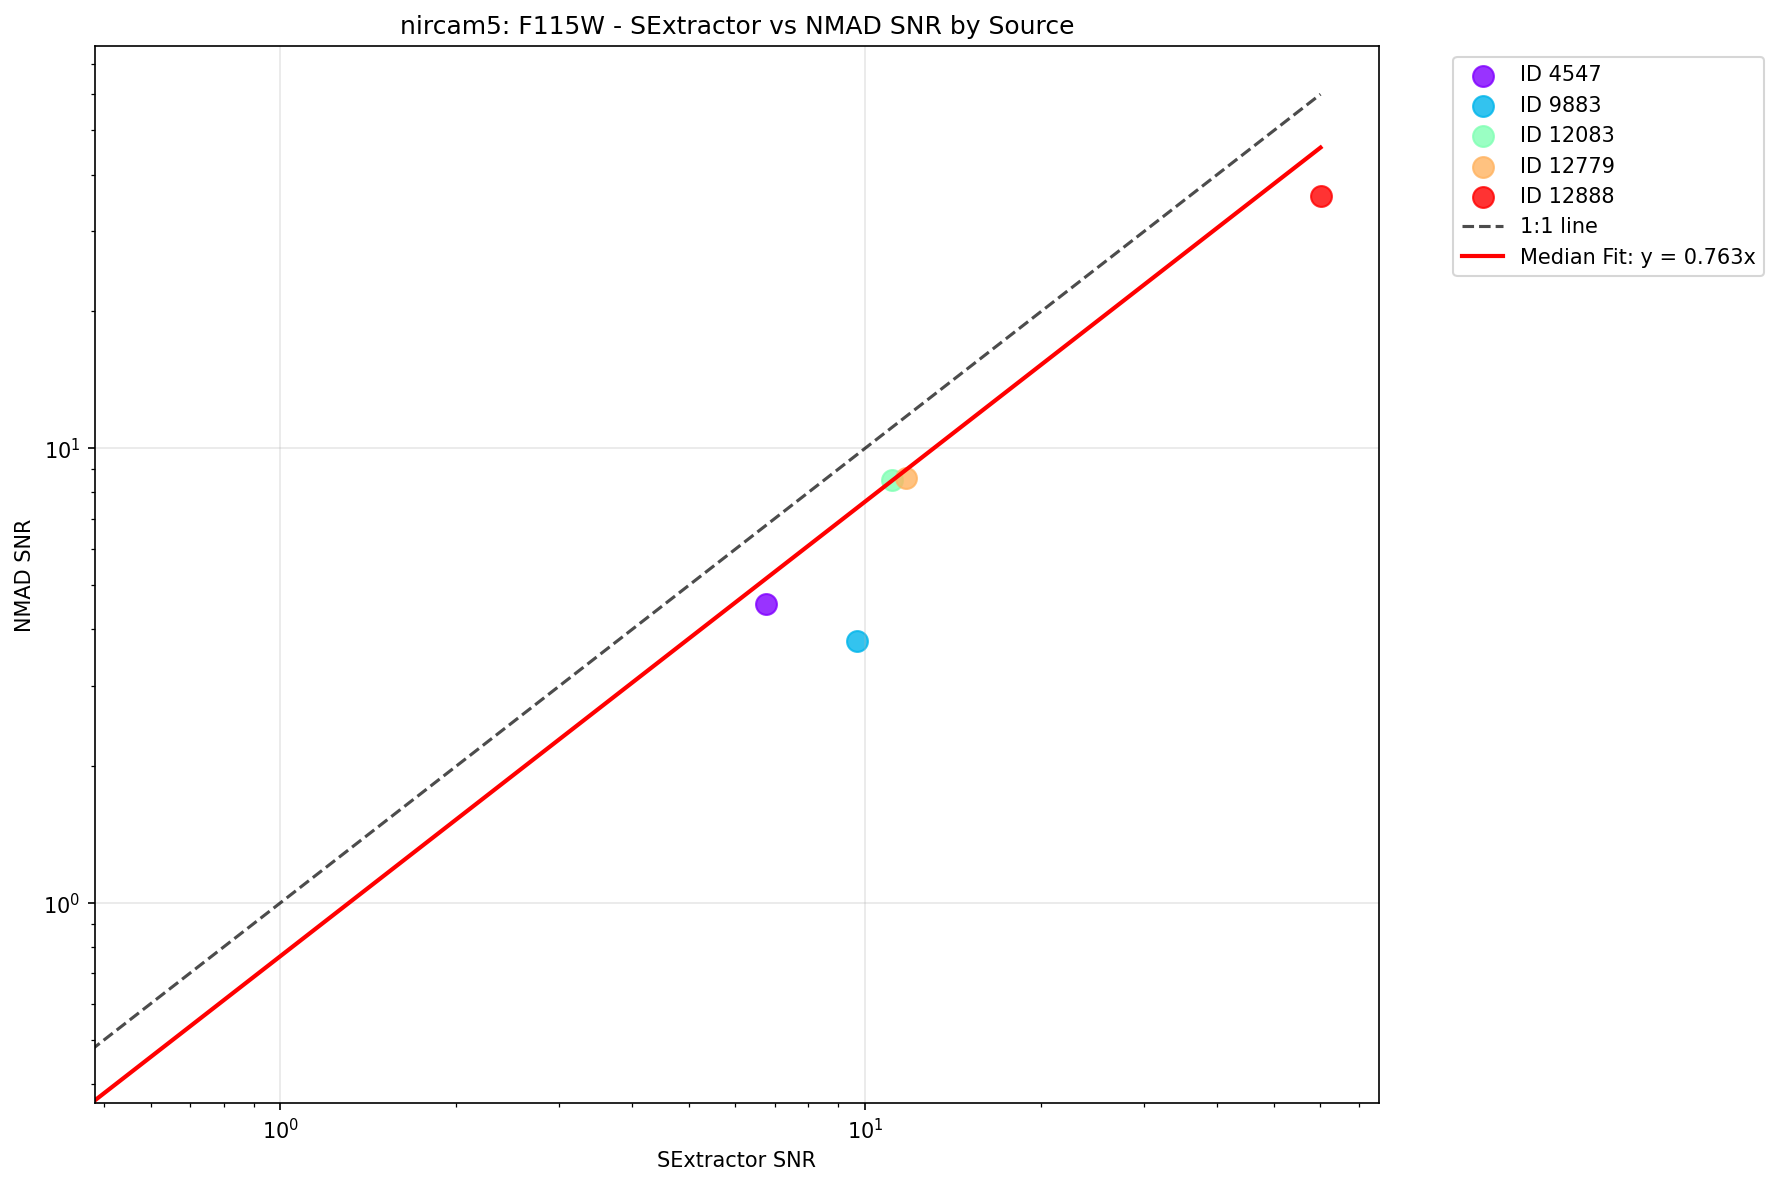 nircam5: F115W - SExtractor vs NMAD SNR by Source
ID 4547
ID 9883
ID 12083
ID 12779
ID 12888
1:1 line
Median Fit: y = 0.763x
NMAD SNR
10¹
10⁰
10⁰
10¹
SExtractor SNR